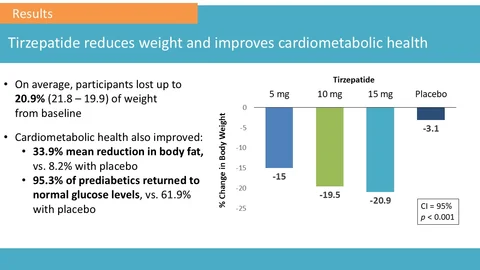 Results
Tirzepatide reduces weight and improves cardiometabolic health
• On average, participants lost up to
20.9% (21.8 – 19.9) of weight
from baseline
• Cardiometabolic health also improved:
• 33.9% mean reduction in body fat,
vs. 8.2% with placebo
• 95.3% of prediabetics returned to
normal glucose levels, vs. 61.9%
with placebo
Tirzepatide
5 mg 10 mg 15 mg Placebo
% Change in Body Weight
0
-5
-10
-15
-20
-25
-15
-19.5
-20.9
-3.1
CI = 95%
p < 0.001